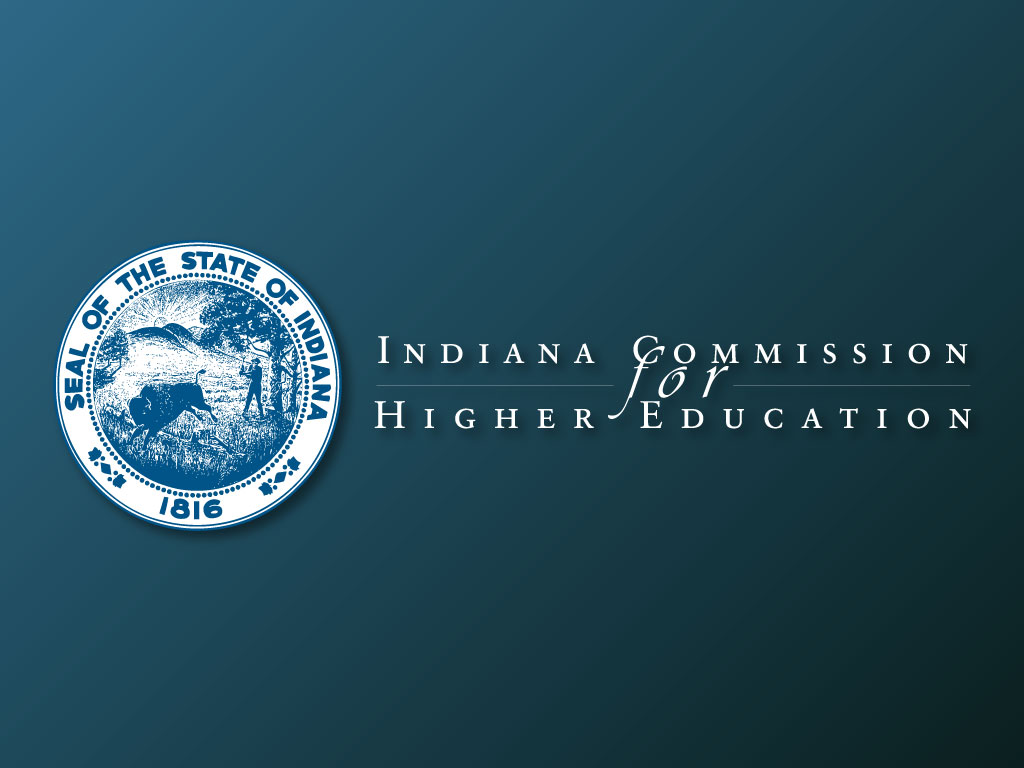 SEAL OF THE STATE OF INDIANA
1816
INDIANA COMMISSION
for
HIGHER EDUCATION